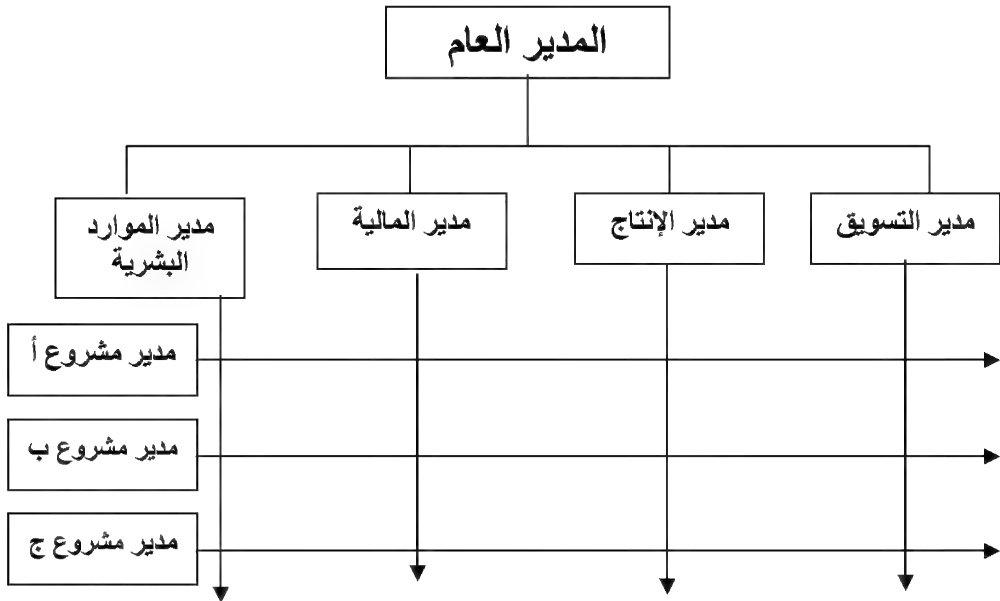 المدير العام
مدير التسويق
مدير الإنتاج
مدير المالية
مدير الموارد
البشرية
مدير مشروع أ
مدير مشروع ب
مدير مشروع ج